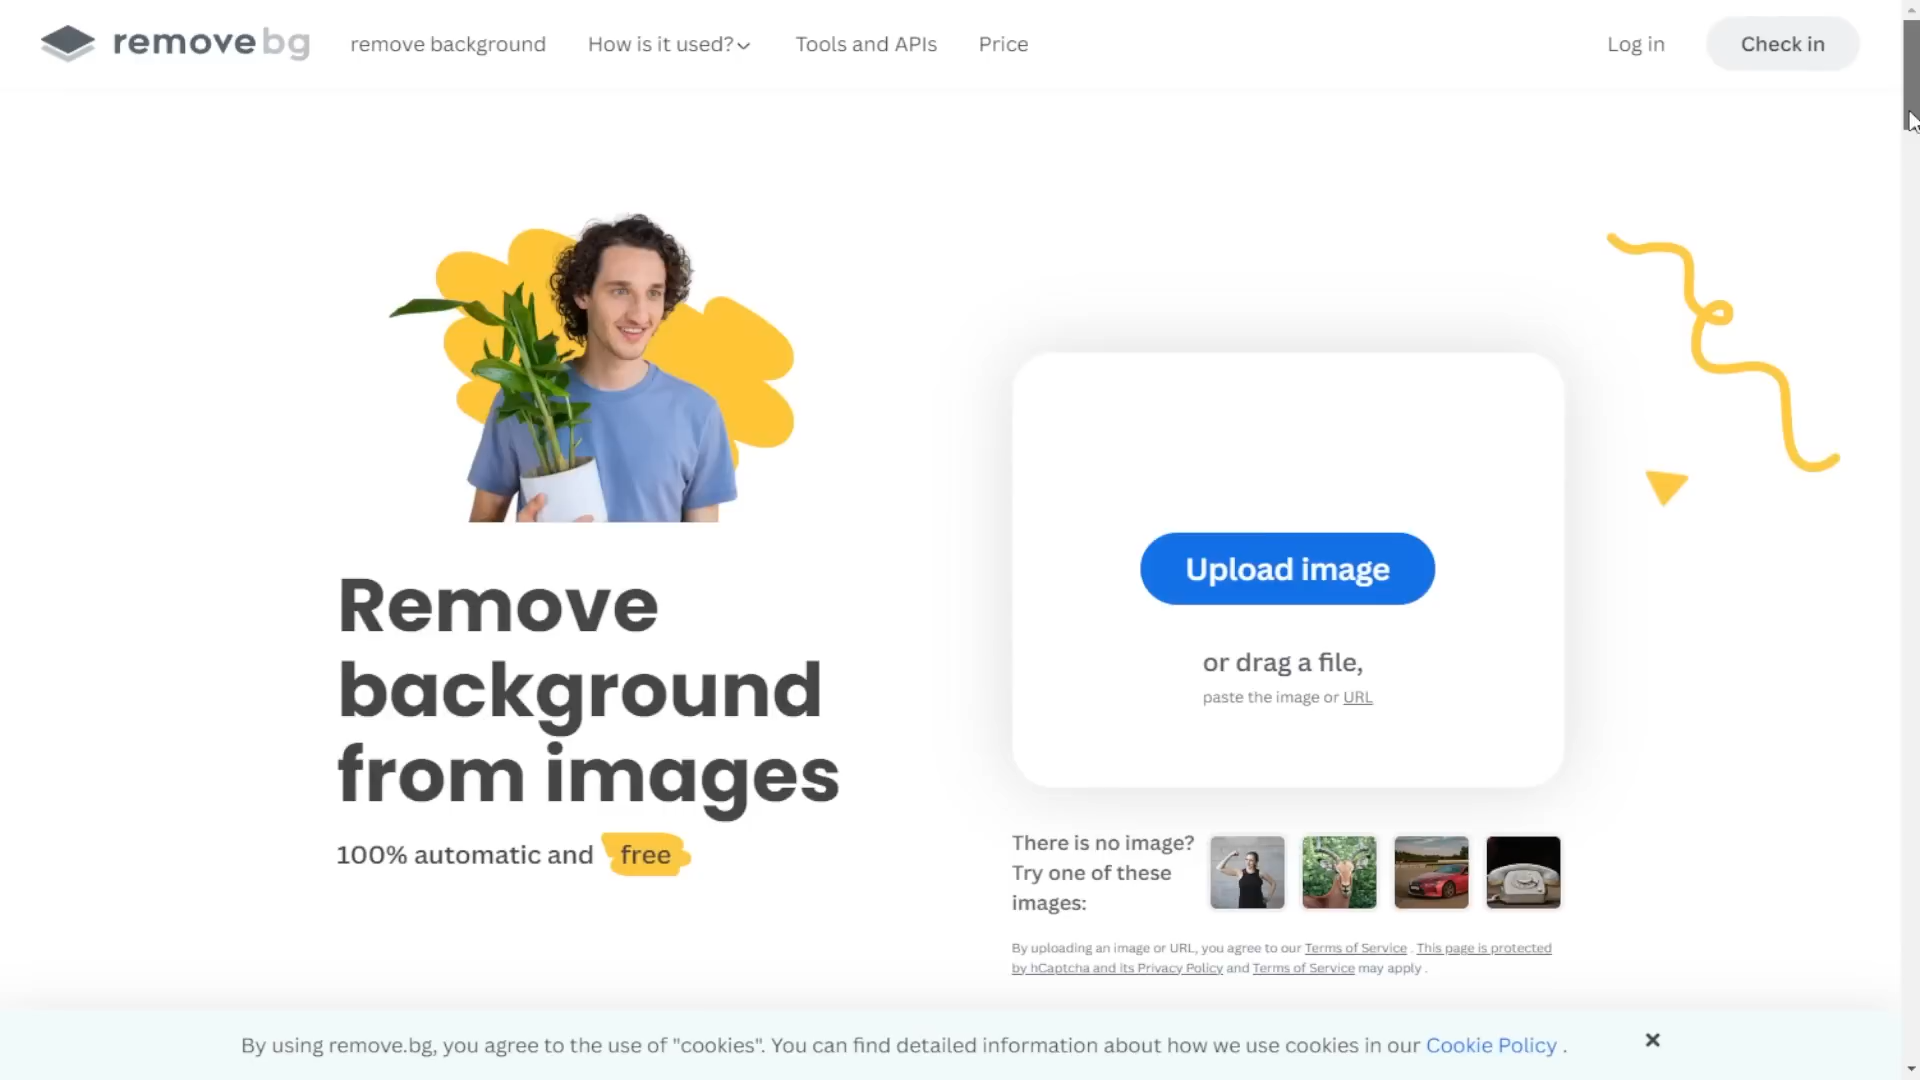 removebg
remove background
How is it used?
Tools and APIs
Price
Log in
Check in
Remove
background
from images
100% automatic and free
Upload image
or drag a file,
paste the image or URL
There is no image?
Try one of these
images:
By uploading an image or URL, you agree to our Terms of Service . This page is protected
by hCaptcha and its Privacy Policy and Terms of Service may apply .
By using remove.bg, you agree to the use of "cookies". You can find detailed information about how we use cookies in our Cookie Policy .